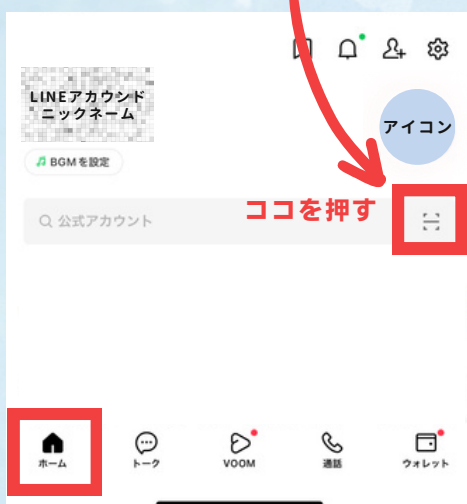 LINEアカウンド
ニックネーム
アイコン
BGMを設定
公式アカウント
ココを押す
ホーム
トーク
VOOM
通話
ウォレット